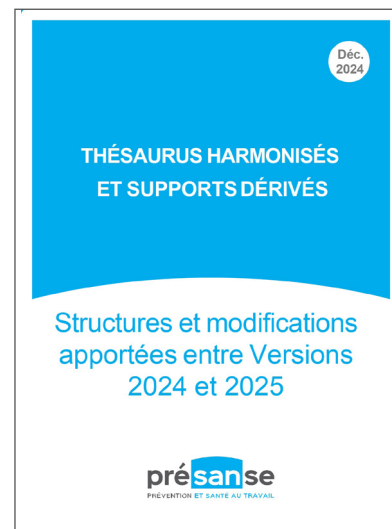 Déc.
2024
THÉSAURUS HARMONISÉS
ET SUPPORTS DÉRIVÉS
Structures et modifications
apportées entre Versions
2024 et 2025
présanse
PRÉVENTION ET SANTÉ AU TRAVAIL